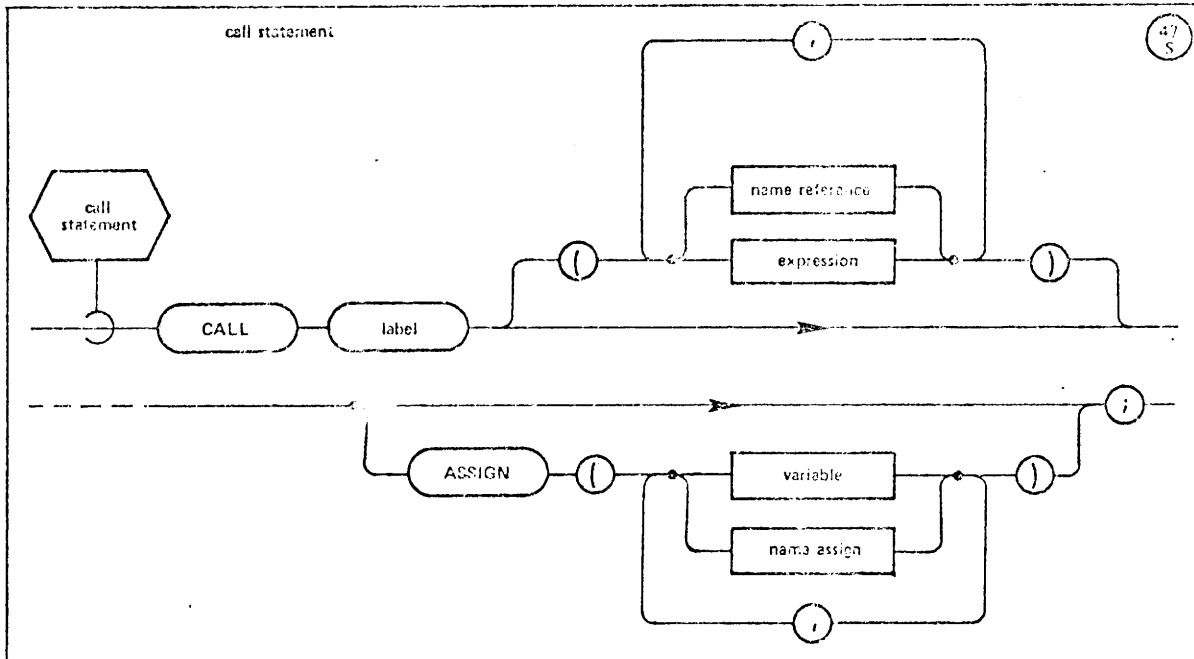 call statement
47
S
,
name reference
call
statement
(
expression
)
CALL
label
;
ASSIGN
(
variable
)
name assign
,